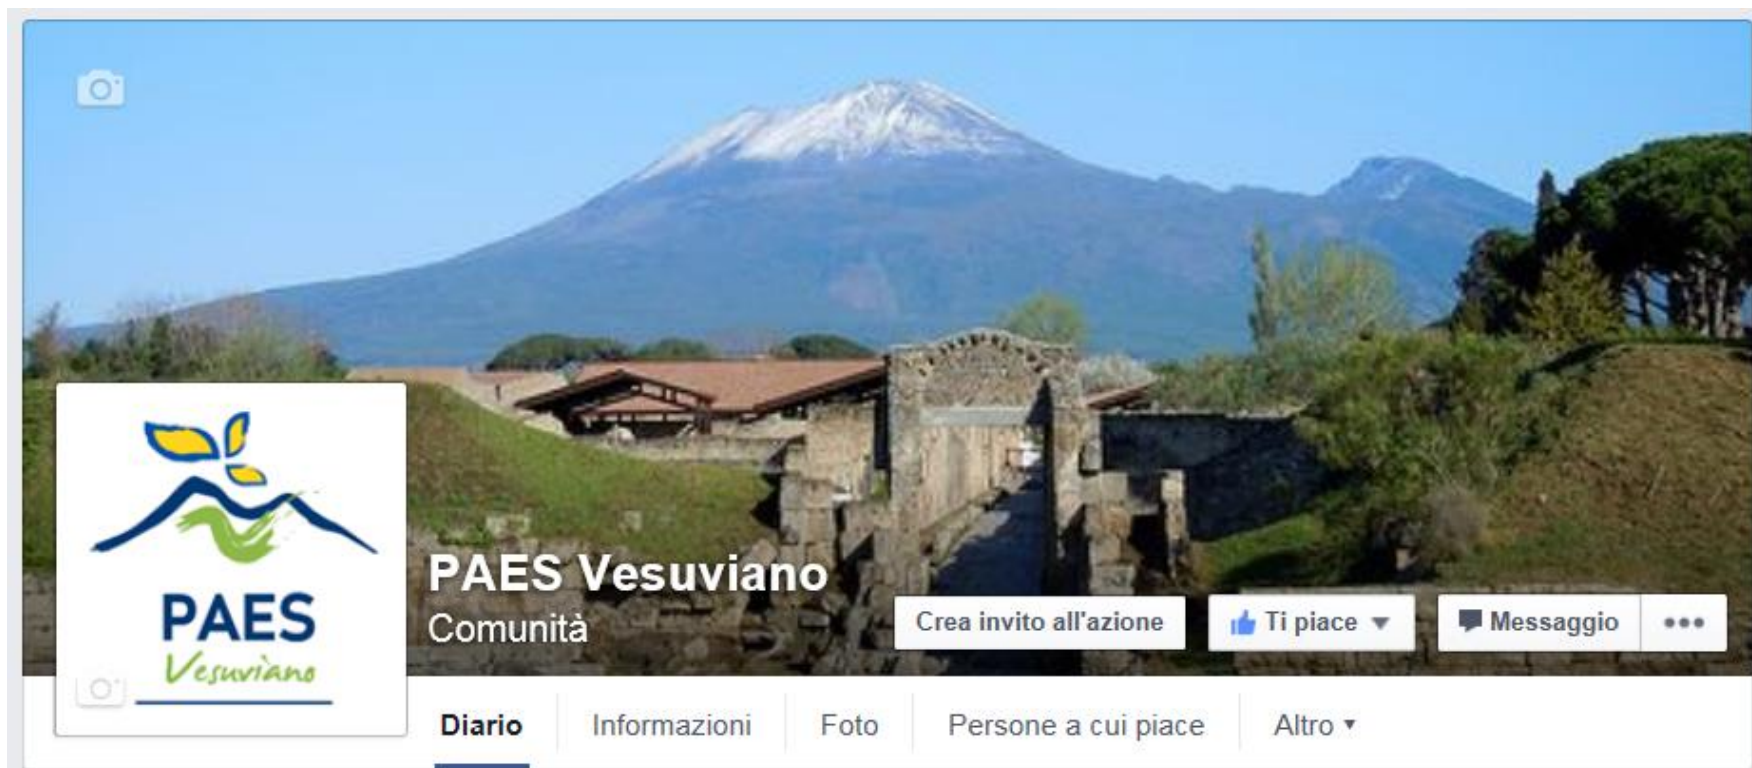 PAES
Vesuviano
PAES Vesuviano
Comunità
Crea invito all'azione
Ti piace
Messaggio
Diario
Informazioni
Foto
Persone a cui piace
Altro